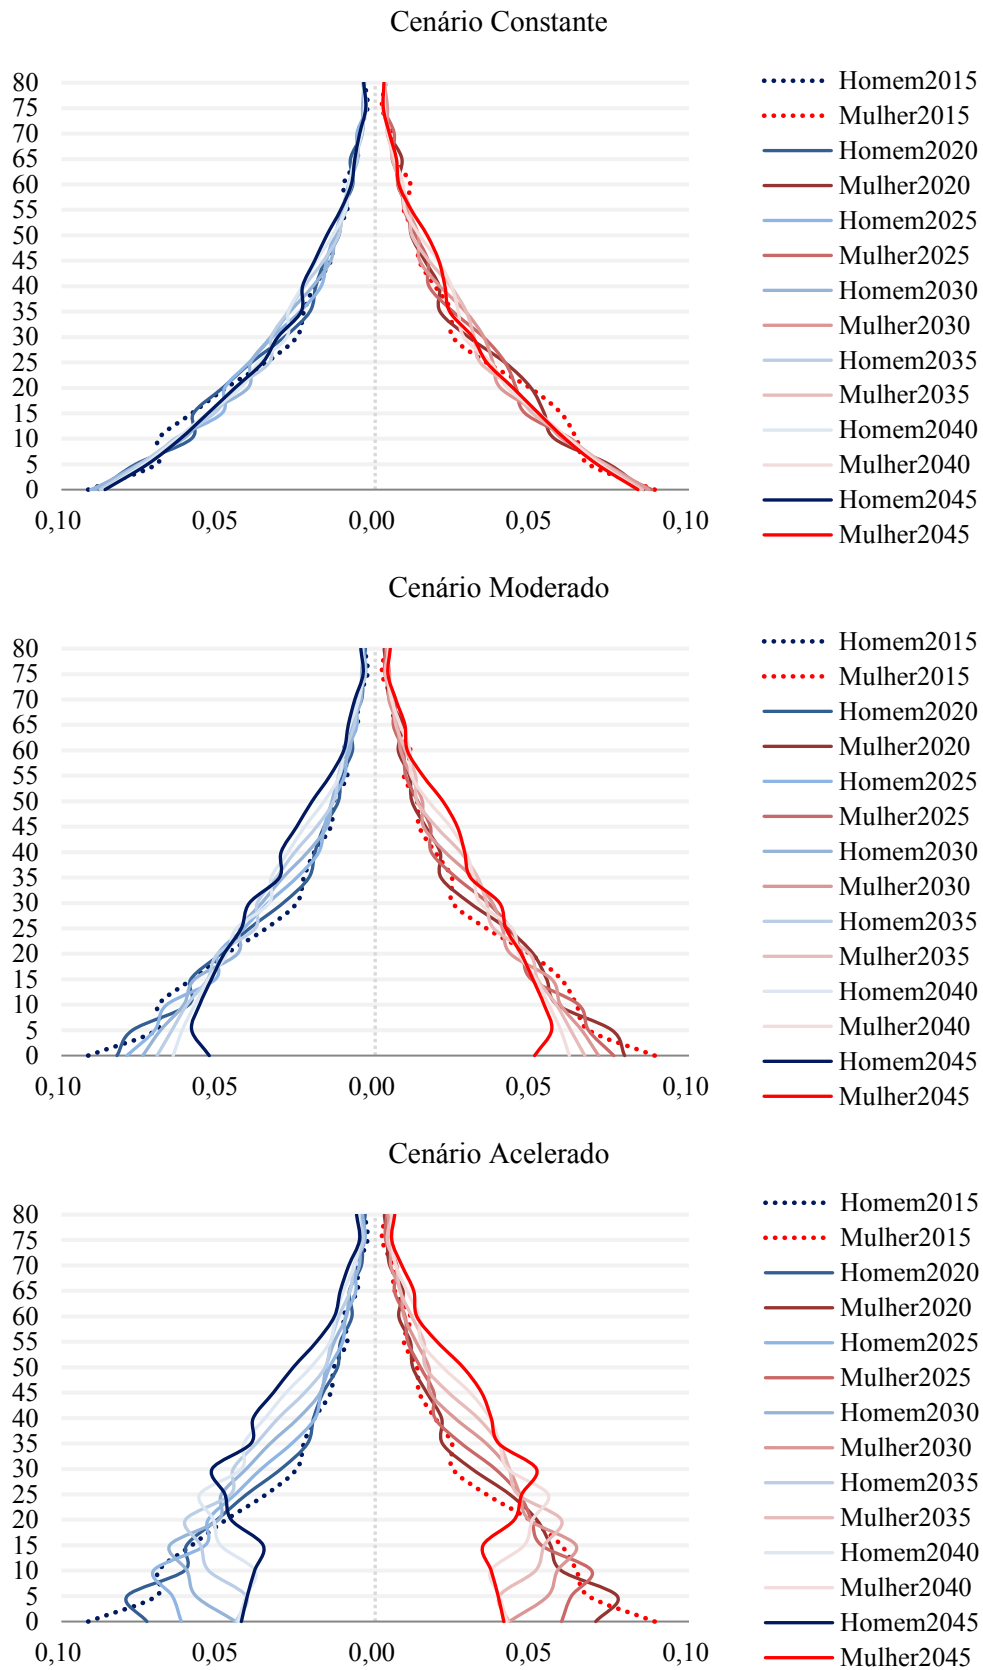 Cenário Constante
80
75
70
65
60
55
50
45
40
35
30
25
20
15
10
5
0
0,10 0,05 0,00 0,05 0,10
Homem2015
Mulher2015
Homem2020
Mulher2020
Homem2025
Mulher2025
Homem2030
Mulher2030
Homem2035
Mulher2035
Homem2040
Mulher2040
Homem2045
Mulher2045
Cenário Moderado
80
75
70
65
60
55
50
45
40
35
30
25
20
15
10
5
0
0,10 0,05 0,00 0,05 0,10
Homem2015
Mulher2015
Homem2020
Mulher2020
Homem2025
Mulher2025
Homem2030
Mulher2030
Homem2035
Mulher2035
Homem2040
Mulher2040
Homem2045
Mulher2045
Cenário Acelerado
80
75
70
65
60
55
50
45
40
35
30
25
20
15
10
5
0
0,10 0,05 0,00 0,05 0,10
Homem2015
Mulher2015
Homem2020
Mulher2020
Homem2025
Mulher2025
Homem2030
Mulher2030
Homem2035
Mulher2035
Homem2040
Mulher2040
Homem2045
Mulher2045